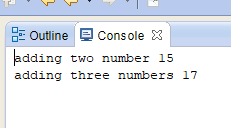 Outline Console
adding two number 15
adding three numbers 17